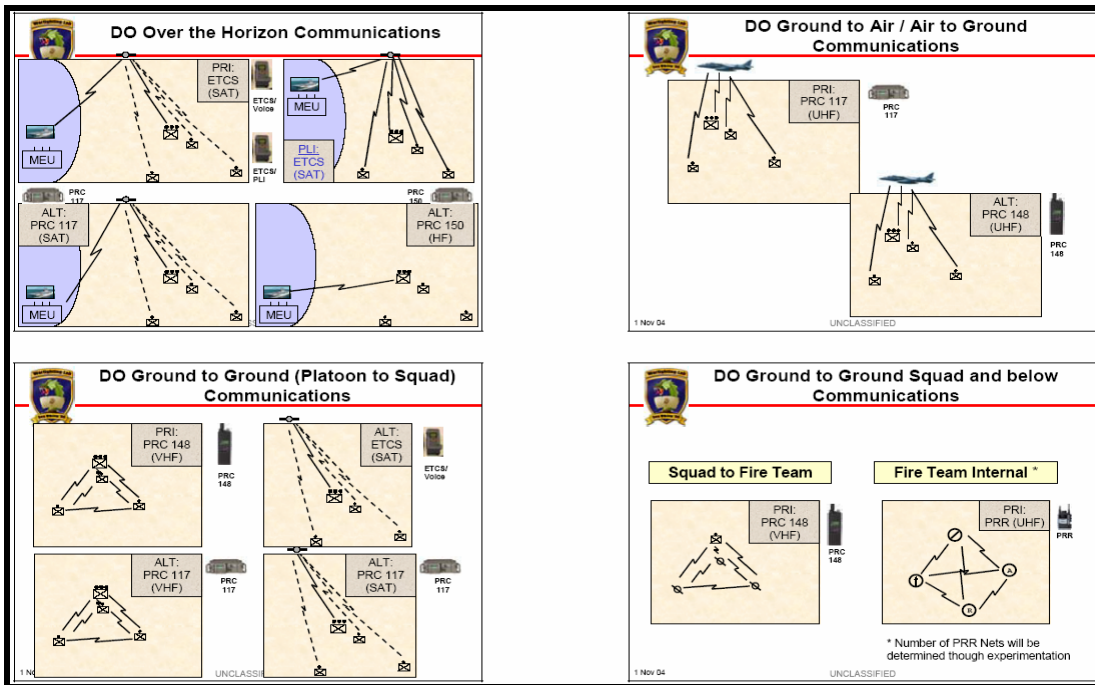 DO Over the Horizon Communications
PRI:
ETCS
(SAT)
ETCS/
Voice
MEU
ETCS/
PLI
MEU
PLI:
ETCS
(SAT)
PRC
117
ALT:
PRC 117
(SAT)
MEU
PRC
150
ALT:
PRC 150
(HF)
MEU
DO Ground to Air / Air to Ground
Communications
PRI:
PRC 117
(UHF)
PRC
117
ALT:
PRC 148
(UHF)
PRC
148
1 Nov 04
UNCLASSIFIED
DO Ground to Ground (Platoon to Squad)
Communications
PRI:
PRC 148
(VHF)
PRC
148
ALT:
ETCS
(SAT)
ETCS/
Voice
ALT:
PRC 117
(VHF)
PRC
117
ALT:
PRC 117
(SAT)
PRC
117
1 N
UNCLASSIFI
DO Ground to Ground Squad and below
Communications
Squad to Fire Team
PRI:
PRC 148
(VHF)
PRC
148
Fire Team Internal *
PRI:
PRR (UHF)
PRR
A
R
* Number of PRR Nets will be
determined though experimentation
1 Nov 04
UNCLASSIFIED